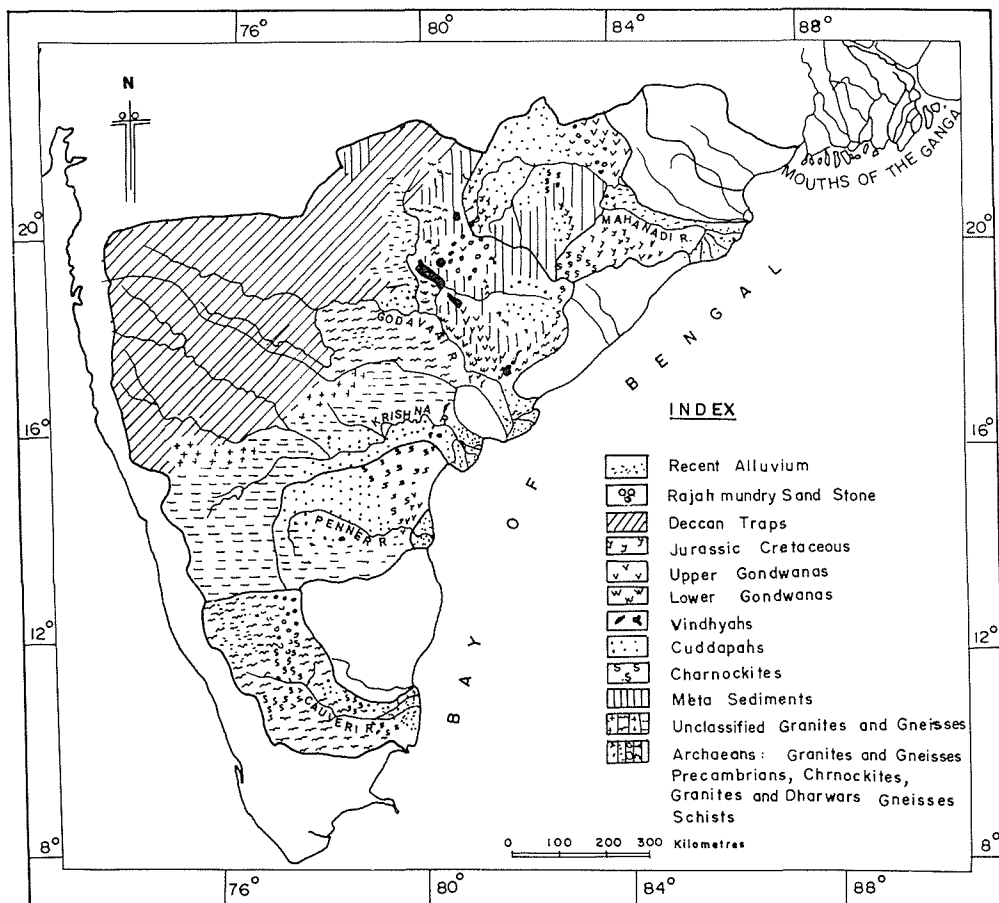 76° 80° 84° 88°
N
MOUTHS OF THE GANGA
20° 20°
MAHANADI R.
GODAVARI R
BAY OF BENGAL
KRISHNA R.
16° 16°
PENNER R.
12° 12°
CAUVERI R.
8° 8°
INDEX
Recent Alluvium
Rajah mundry Sand Stone
Deccan Traps
Jurassic Cretaceous
Upper Gondwanas
Lower Gondwanas
Vindhyahs
Cuddapahs
Charnockites
Meta Sediments
Unclassified Granites and Gneisses
Archaeans: Granites and Gneisses
Precambrians, Chrnockites,
Granites and Dharwars Gneisses
Schists
0 100 200 300 Kilometres
76° 80° 84° 88°